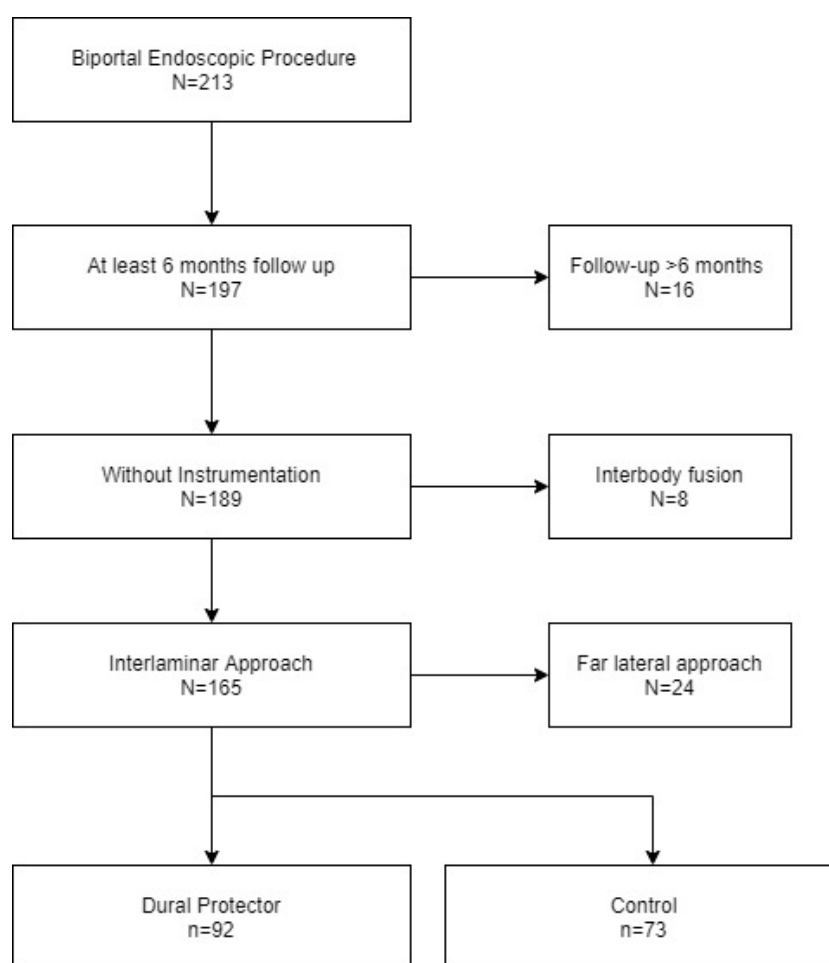 Biportal Endoscopic Procedure
N=213
At least 6 months follow up
N=197
Follow-up >6 months
N=16
Without Instrumentation
N=189
Interbody fusion
N=8
Interlaminar Approach
N=165
Far lateral approach
N=24
Dural Protector
n=92
Control
n=73